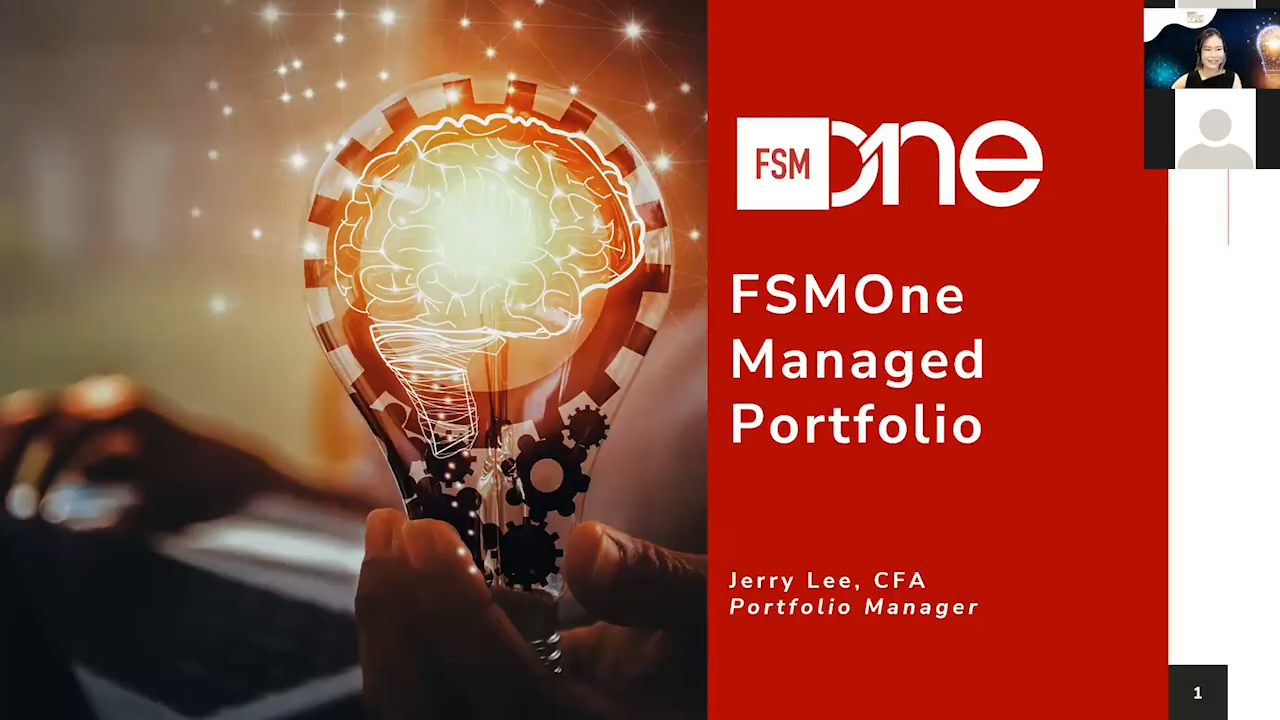 FSM one
FSMOne
Managed
Portfolio
Jerry Lee, CFA
Portfolio Manager
1